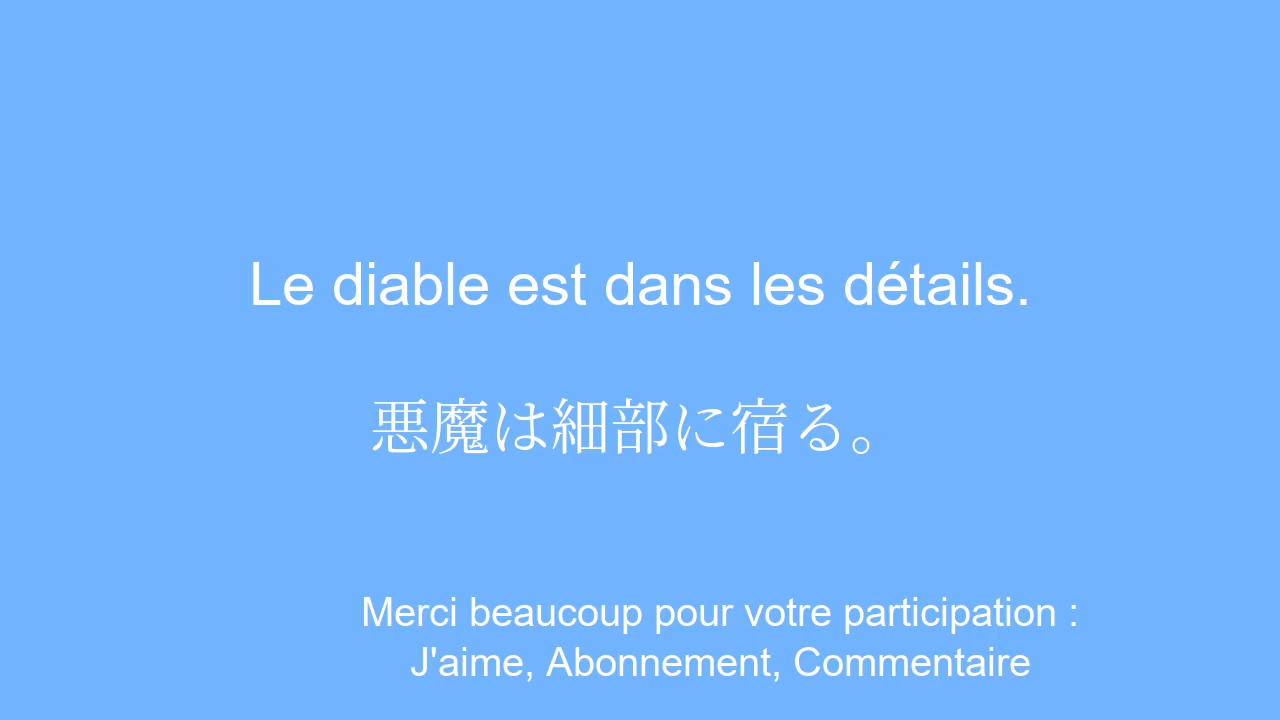 Le diable est dans les détails.
悪魔は細部に宿る。
Merci beaucoup pour votre participation :
J'aime, Abonnement, Commentaire